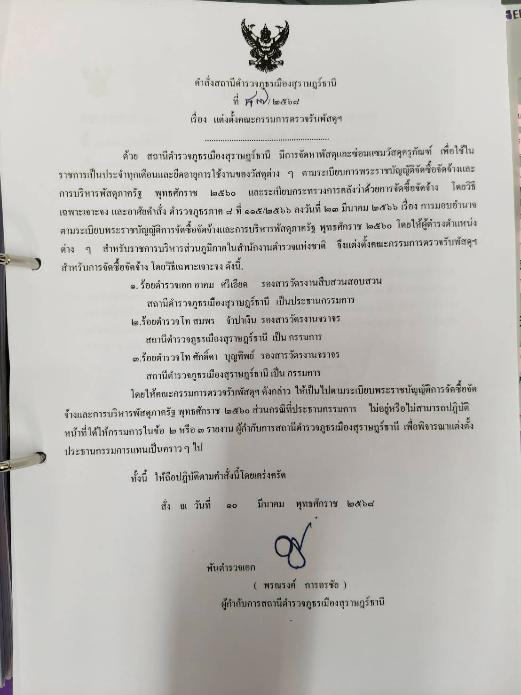 คำสั่งสถานีตำรวจภูธรเมืองสุราษฎร์ธานี
ที่ /๒๕๖๘
เรื่อง แต่งตั้งคณะกรรมการตรวจรับพัสดุฯ
ด้วย สถานีตำรวจภูธรเมืองสุราษฎร์ธานี มีการจัดหาพัสดุและซ่อมแซมวัสดุครุภัณฑ์ เพื่อใช้ใน
ราชการเป็นประจำทุกเดือนและยืดอายุการใช้งานของวัสดุต่าง ๆ ตามระเบียบการพระราชบัญญัติจัดซื้อจัดจ้างและ
การบริหารพัสดุภาครัฐ พุทธศักราช ๒๕๖๐ และระเบียบกระทรวงการคลังว่าด้วยการจัดซื้อจัดจ้าง โดยวิธี
เฉพาะเจาะจง และอาศัยคำสั่ง ตำรวจภูธรภาค ๘ ที่ ๑๑๕/๒๕๖๖ ลงวันที่ ๒๓ มีนาคม ๒๕๖๖ เรื่อง การมอบอำนาจ
ตามระเบียบพระราชบัญญัติการจัดซื้อจัดจ้างและการบริหารพัสดุภาครัฐ พุทธศักราช ๒๕๖๐ โดยให้ผู้ดำรงตำแหน่ง
ต่าง ๆ สำหรับราชการบริหารส่วนภูมิภาคในสำนักงานตำรวจแห่งชาติ จึงแต่งตั้งคณะกรรมการตรวจรับพัสดุฯ
สำหรับการจัดซื้อจัดจ้าง โดยวิธีเฉพาะเจาะจง ดังนี้.
๑. ร้อยตำรวจเอก อาคม ศรีเอียด รองสารวัตรงานสืบสวนสอบสวน
สถานีตำรวจภูธรเมืองสุราษฎร์ธานี เป็นประธานกรรมการ
๒.ร้อยตำรวจโท สมพร จำปาเงิน รองสารวัตรงานจราจร
สถานีตำรวจภูธรเมืองสุราษฎร์ธานี เป็น กรรมการ
๓.ร้อยตำรวจโท ศักดิ์ดา บุญทิพย์ รองสารวัตรงานจราจร
สถานีตำรวจภูธรเมืองสุราษฎร์ธานี เป็น กรรมการ
โดยให้คณะกรรมการตรวจรับพัสดุฯ ดังกล่าว ให้เป็นไปตามระเบียบพระราชบัญญัติการจัดซื้อจัด
จ้างและการบริหารพัสดุภาครัฐ พุทธศักราช ๒๕๖๐ ส่วนกรณีที่ประธานกรรมการ ไม่อยู่หรือไม่สามารถปฏิบัติ
หน้าที่ได้ให้กรรมการในข้อ ๒ หรือ ๓ รายงาน ผู้กำกับการสถานีตำรวจภูธรเมืองสุราษฎร์ธานี เพื่อพิจารณาแต่งตั้ง
ประธานกรรมการแทนเป็นคราว ๆ ไป
ทั้งนี้ ให้ถือปฏิบัติตามคำสั่งนี้โดยเคร่งครัด
สั่ง ณ วันที่ ๑๐ มีนาคม พุทธศักราช ๒๕๖๘
พันตำรวจเอก
( พรณรงค์ การอรชัย )
ผู้กำกับการสถานีตำรวจภูธรเมืองสุราษฎร์ธานี